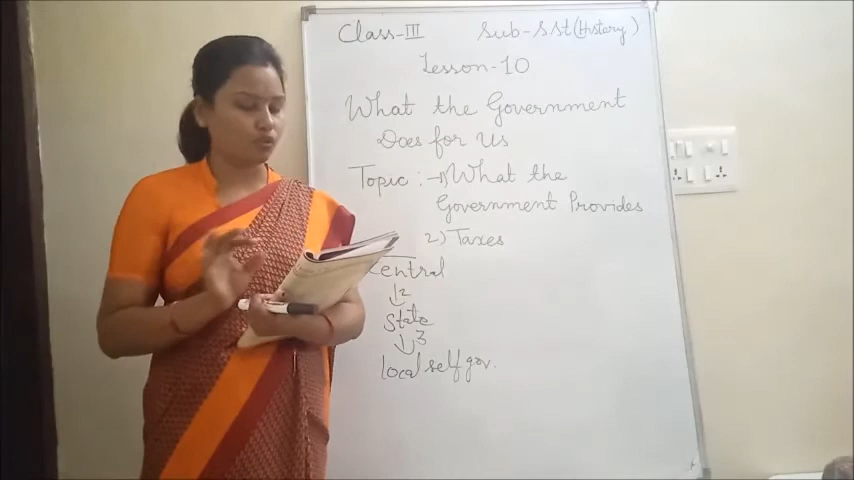 Class-III Sub-SSt(History)
Lesson-10
What the Government
Does for Us
Topic:-1)What the
Government Provides
2) Taxes
Central
↓2
State
↓3
local self gov.